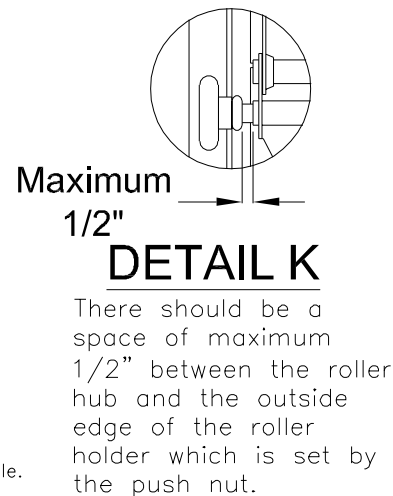 Maximum
1/2"
DETAIL K
There should be a
space of maximum
1/2" between the roller
hub and the outside
edge of the roller
holder which is set by
the push nut.
le.